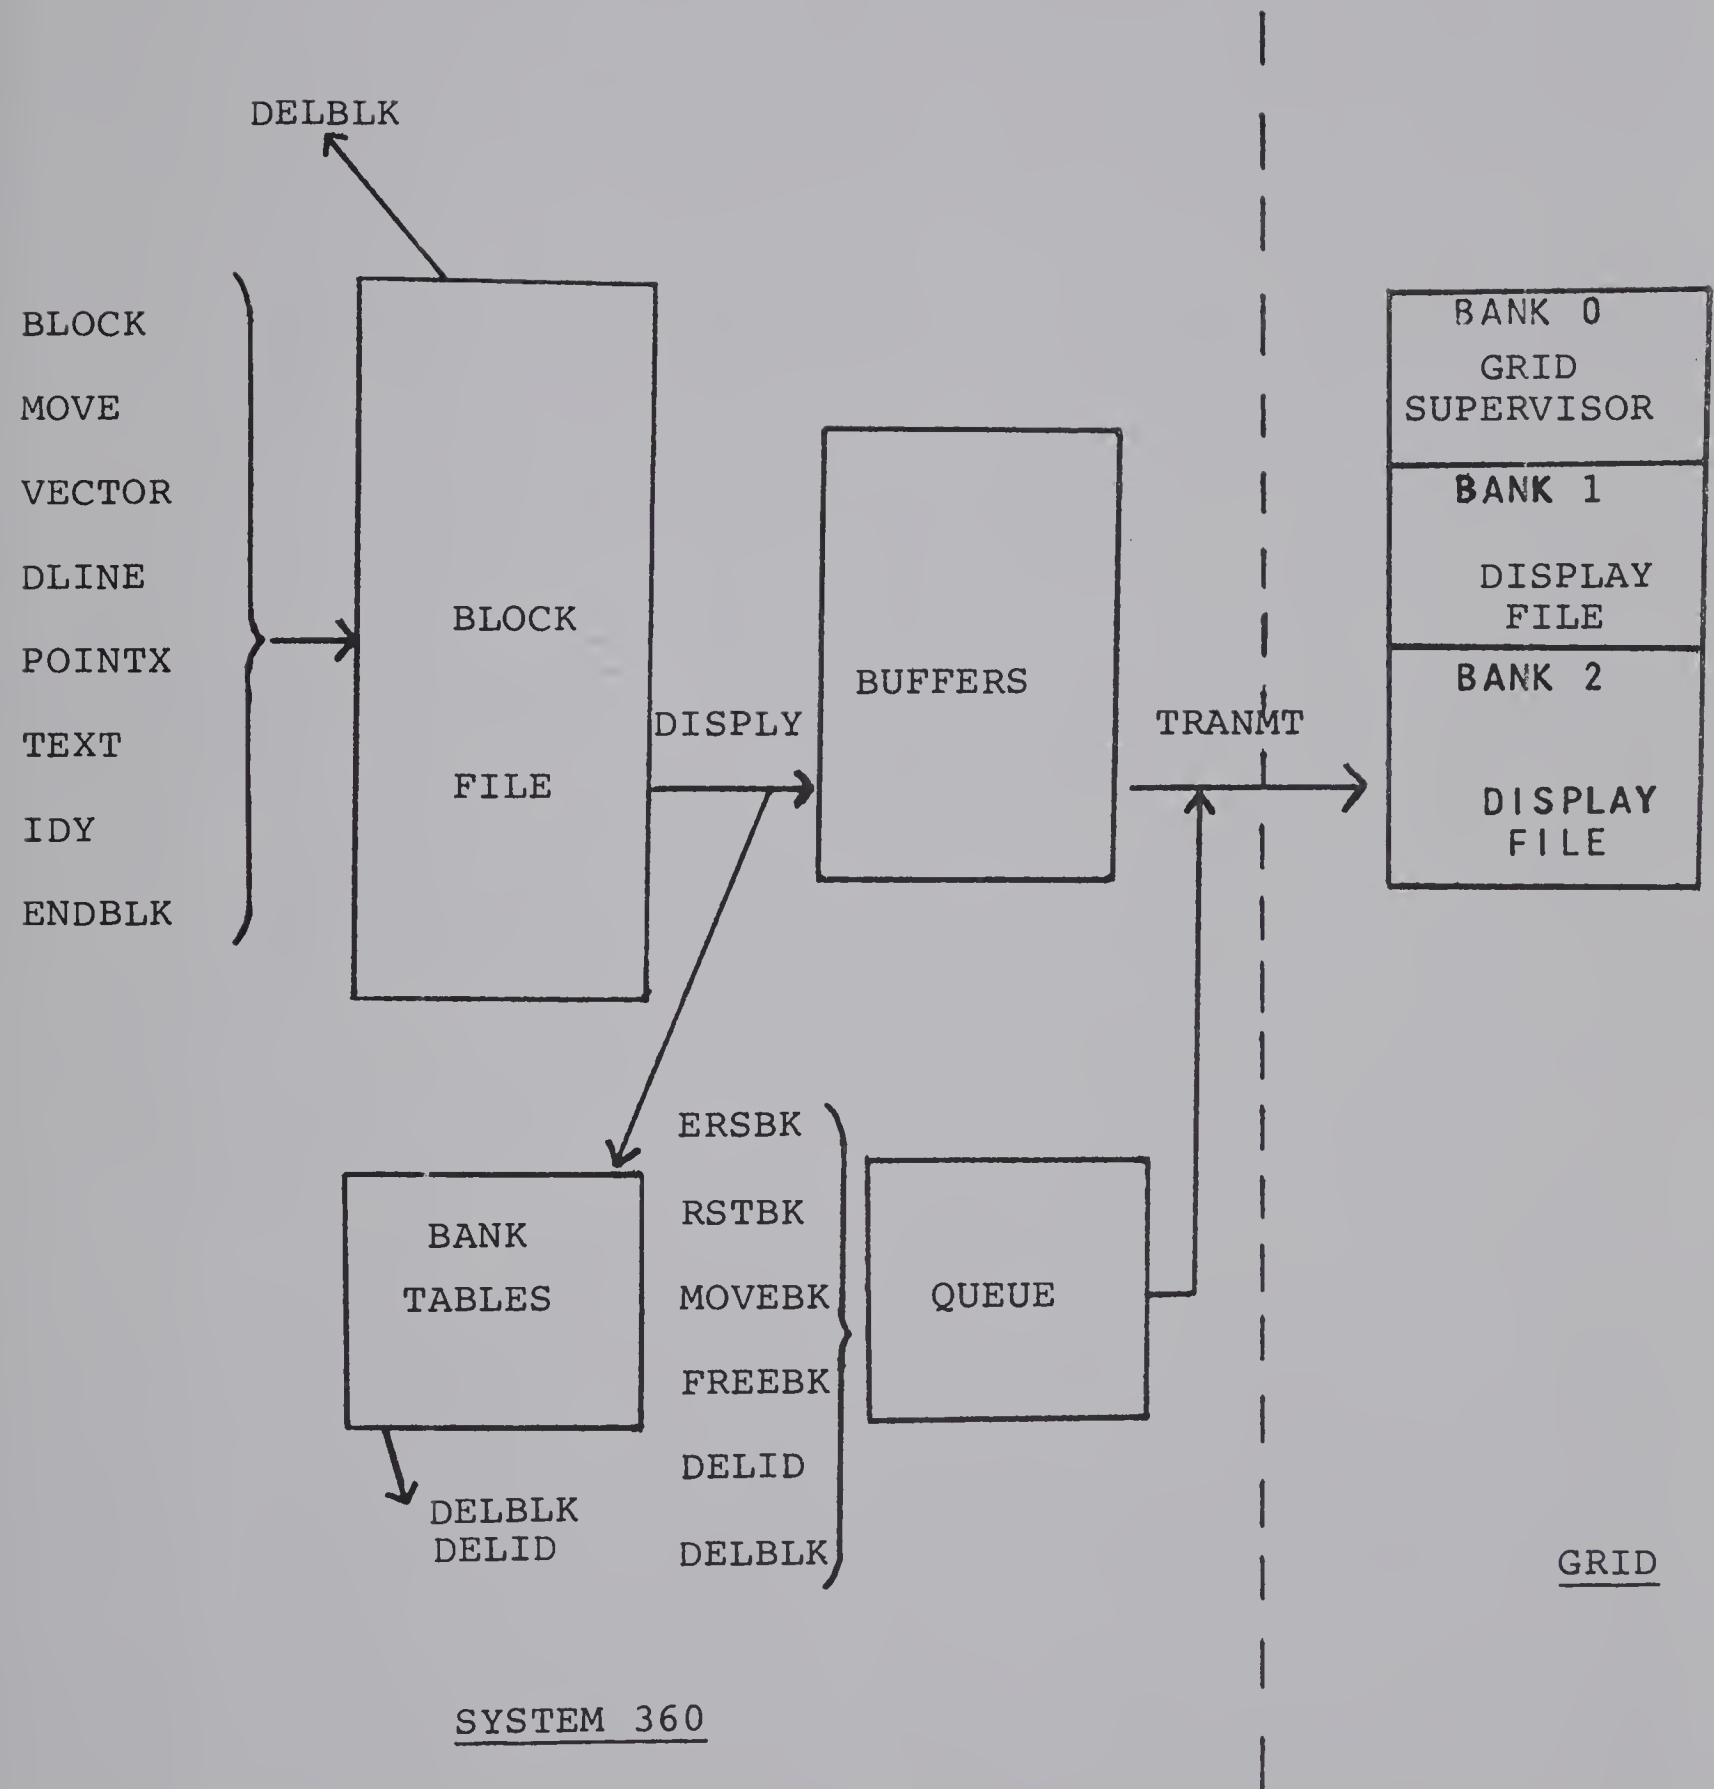 DELBLK
BLOCK
MOVE
VECTOR
DLINE
POINTX
TEXT
IDY
ENDBLK
BLOCK
FILE
DISPLY
BUFFERS
TRANMT
BANK 0
GRID
SUPERVISOR
BANK 1
DISPLAY
FILE
BANK 2
DISPLAY
FILE
BANK
TABLES
DELBLK
DELID
ERSBK
RSTBK
MOVEBK
FREEBK
DELID
DELBLK
QUEUE
GRID
SYSTEM 360